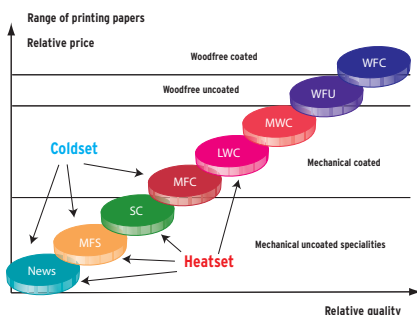 Range of printing papers
Relative price
Woodfree coated
WFC
Woodfree uncoated
WFU
MWC
Coldset
LWC
Mechanical coated
MFC
SC
MFS
Heatset
Mechanical uncoated specialities
News
Relative quality